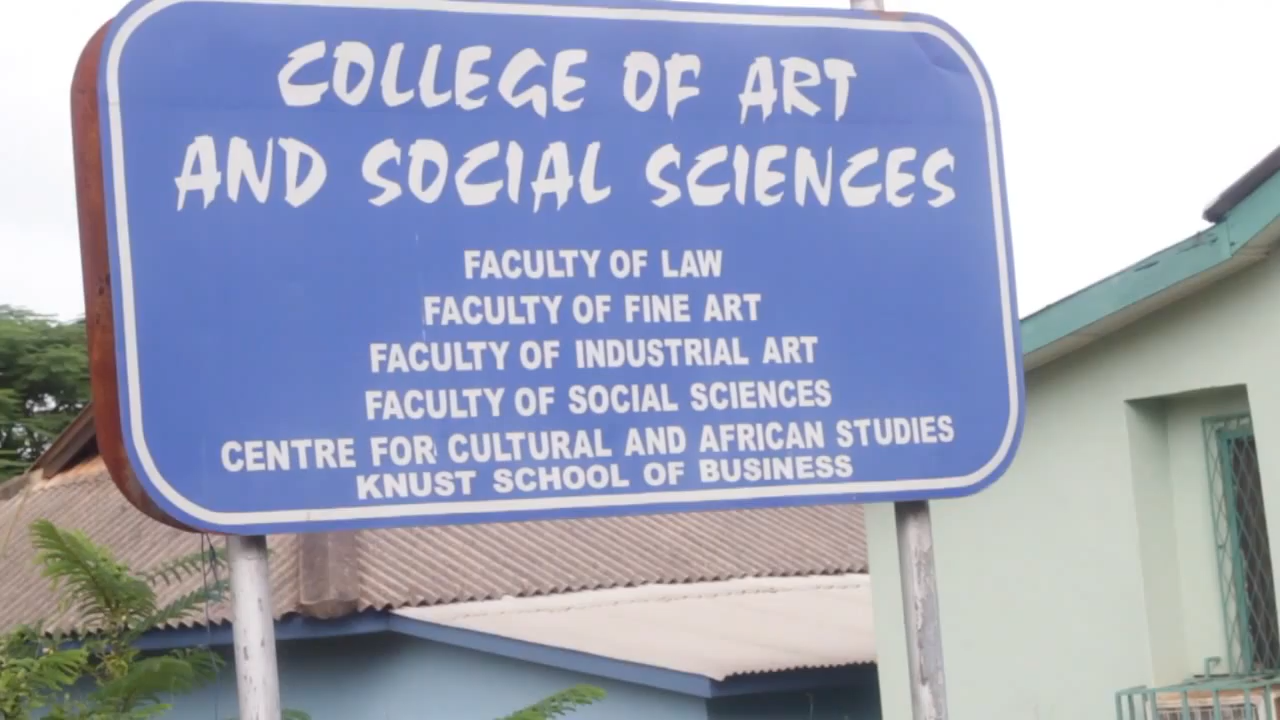 COLLEGE OF ART
AND SOCIAL SCIENCES
FACULTY OF LAW
FACULTY OF FINE ART
FACULTY OF INDUSTRIAL ART
FACULTY OF SOCIAL SCIENCES
CENTRE FOR CULTURAL AND AFRICAN STUDIES
KNUST SCHOOL OF BUSINESS